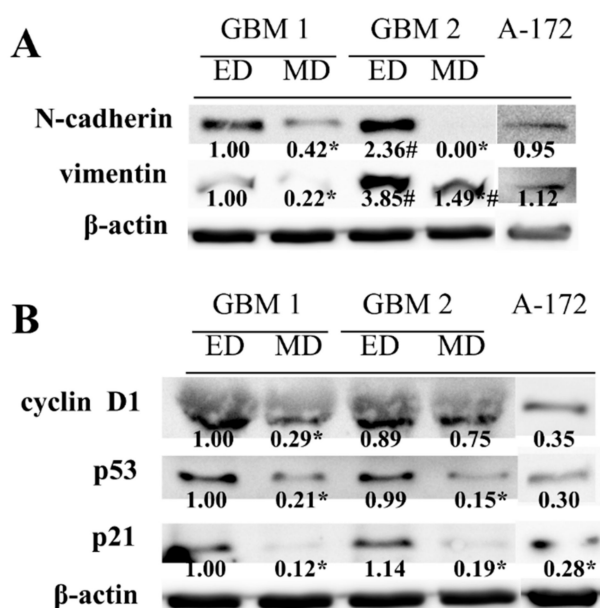 A
GBM 1 GBM 2 A-172
ED MD ED MD
N-cadherin
1.00 0.42* 2.36# 0.00* 0.95
vimentin
1.00 0.22* 3.85# 1.49*# 1.12
β-actin
B
GBM 1 GBM 2 A-172
ED MD ED MD
cyclin D1
1.00 0.29* 0.89 0.75 0.35
p53
1.00 0.21* 0.99 0.15* 0.30
p21
1.00 0.12* 1.14 0.19* 0.28*
β-actin